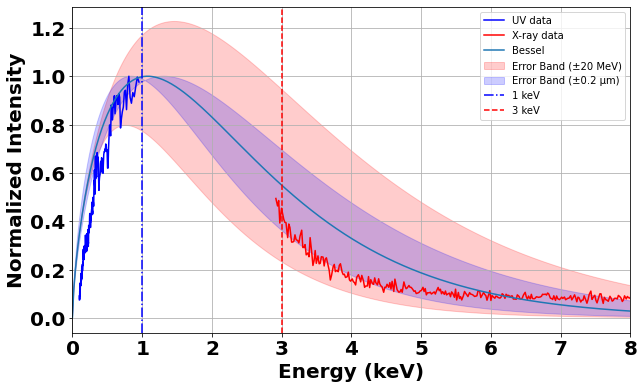 Normalized Intensity
1.2
1.0
0.8
0.6
0.4
0.2
0.0
UV data
X-ray data
Bessel
Error Band (±20 MeV)
Error Band (±0.2 μm)
1 keV
3 keV
0 1 2 3 4 5 6 7 8
Energy (keV)